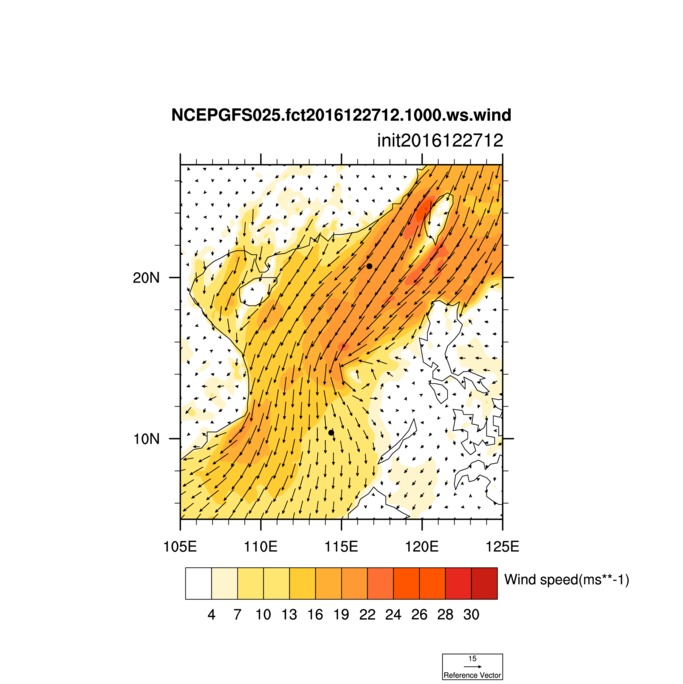 NCEPGFS025.fct2016122712.1000.ws.wind
init2016122712
20N
10N
105E 110E 115E 120E 125E
Wind speed(ms**-1)
4 7 10 13 16 19 22 24 26 28 30
15
Reference Vector